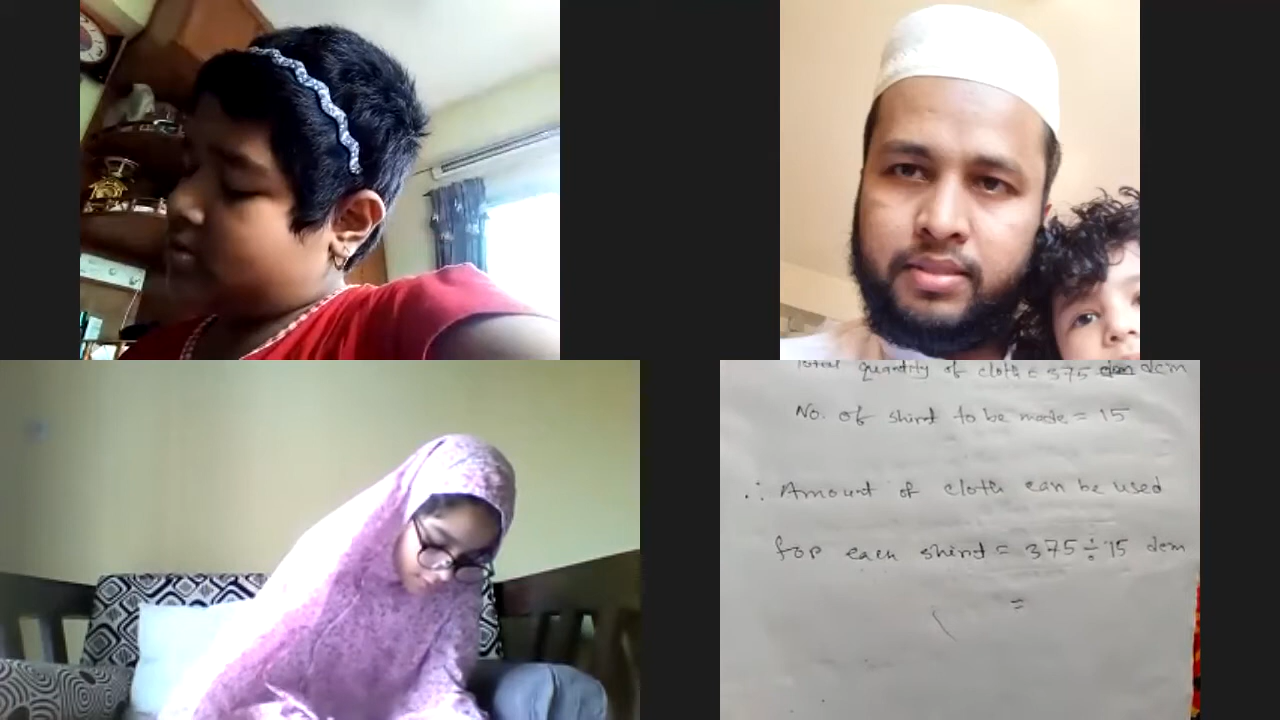 Total quantity of cloth = 375 dem dcm
No. of shirt to be made = 15
∴ Amount of cloth can be used
for each shirt = 375 ÷ 15 dcm
=